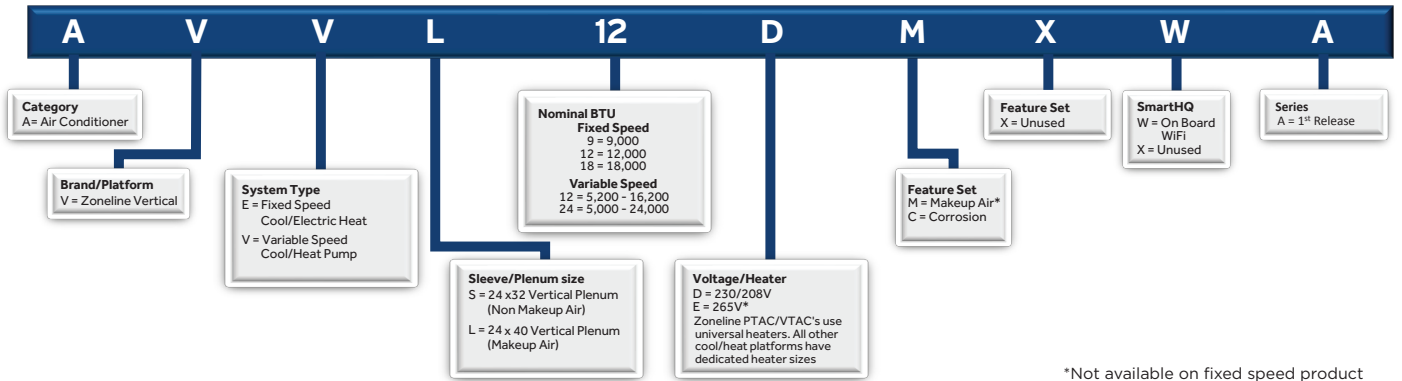 A V V L 12 D M X W A
Category
A= Air Conditioner
Brand/Platform
V = Zoneline Vertical
System Type
E = Fixed Speed
Cool/Electric Heat
V = Variable Speed
Cool/Heat Pump
Sleeve/Plenum size
S = 24 x32 Vertical Plenum
(Non Makeup Air)
L = 24 x 40 Vertical Plenum
(Makeup Air)
Nominal BTU
Fixed Speed
9 = 9,000
12 = 12,000
18 = 18,000
Variable Speed
12 = 5,200 - 16,200
24 = 5,000 - 24,000
Voltage/Heater
D = 230/208V
E = 265V*
Zoneline PTAC/VTAC's use
universal heaters. All other
cool/heat platforms have
dedicated heater sizes
Feature Set
M = Makeup Air*
C = Corrosion
Feature Set
X = Unused
SmartHQ
W = On Board
WiFi
X = Unused
Series
A = 1st Release
*Not available on fixed speed product